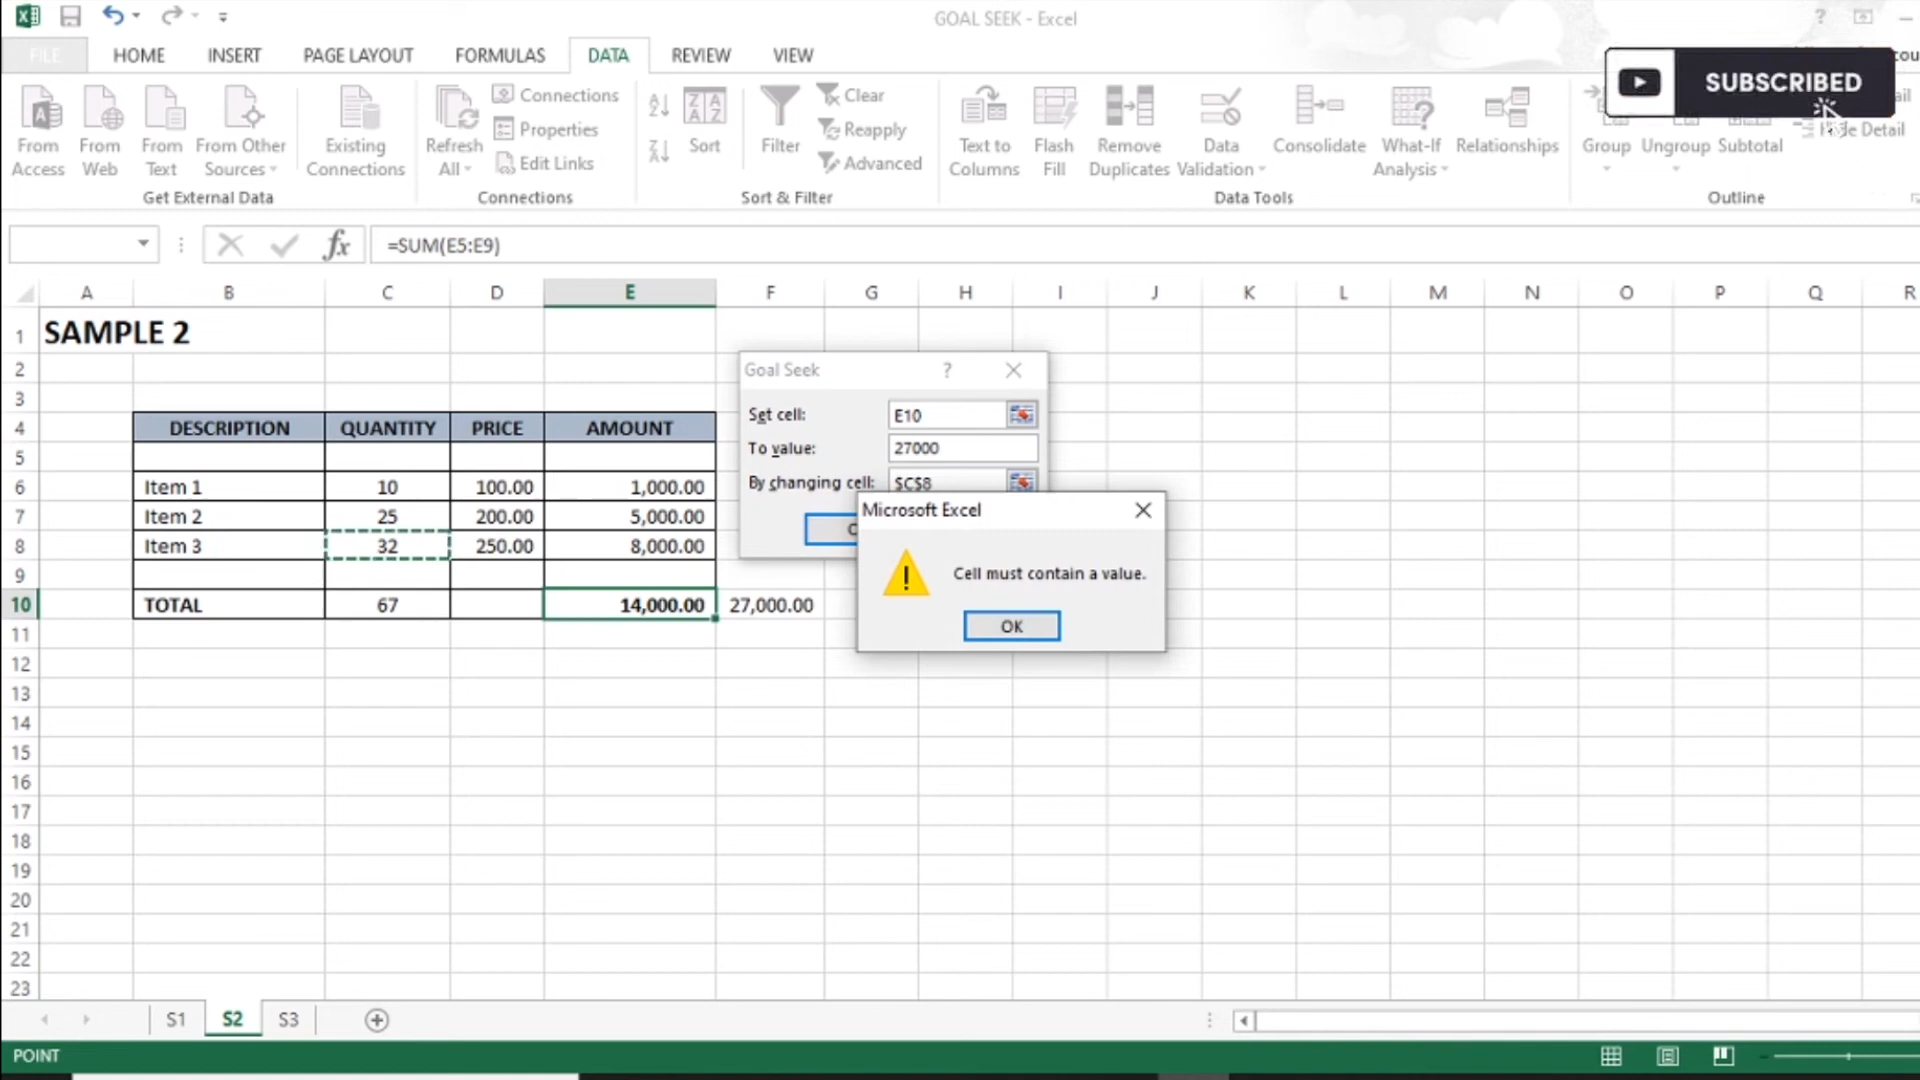 GOAL SEEK - Excel
?
FILE HOME INSERT PAGE LAYOUT FORMULAS DATA REVIEW VIEW
SUBSCRIBED
From Access
From Web
From Text
From Other Sources
Get External Data
Existing Connections
Refresh All
Connections
Properties
Edit Links
Connections
Sort
Filter
Clear
Reapply
Advanced
Sort & Filter
Text to Columns
Flash Fill
Remove Duplicates
Data Validation
Consolidate
What-If Analysis
Relationships
Data Tools
Group
Ungroup
Subtotal
Hide Detail
Outline
fx =SUM(E5:E9)
A B C D E F G H I J K L M N O P Q R
1 SAMPLE 2
2
3
4 DESCRIPTION QUANTITY PRICE AMOUNT
5
6 Item 1 10 100.00 1,000.00
7 Item 2 25 200.00 5,000.00
8 Item 3 32 250.00 8,000.00
9
10 TOTAL 67 14,000.00 27,000.00
11
12
13
14
15
16
17
18
19
20
21
22
23
Goal Seek ?
Set cell: E10
To value: 27000
By changing cell: $C$8
Microsoft Excel
Cell must contain a value.
OK
S1 S2 S3
POINT